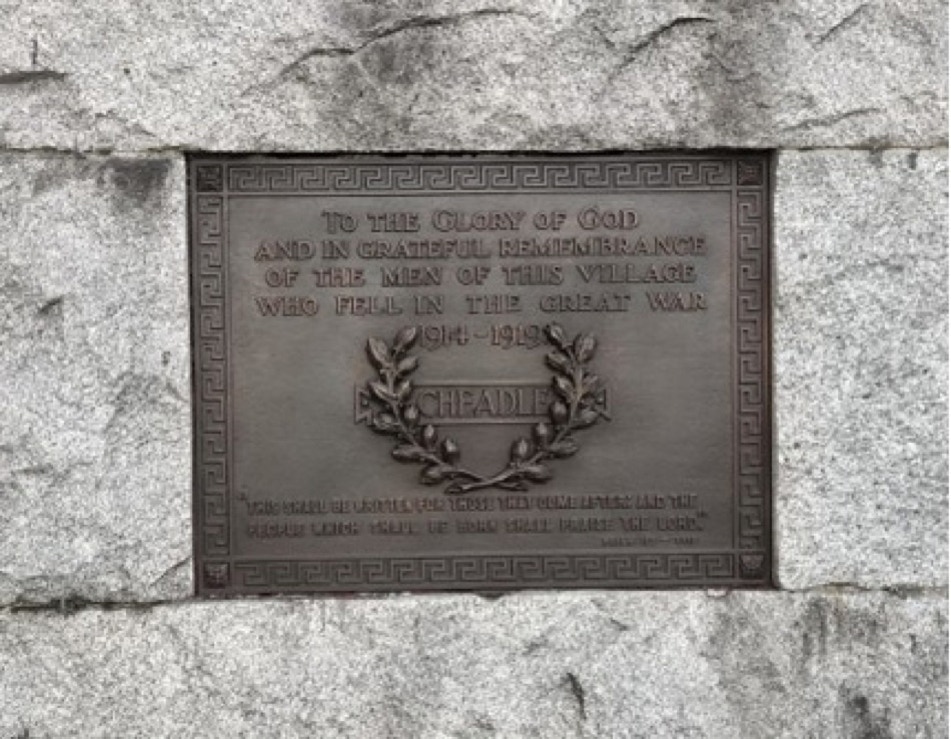 TO THE GLORY OF GOD
AND IN GRATEFUL REMEMBRANCE
OF THE MEN OF THIS VILLAGE
WHO FELL IN THE GREAT WAR
1914-1919
CHEADLE
"THIS SHALL BE WRITTEN FOR THOSE THAT COME AFTER: AND THE
PEOPLE WHICH SHALL BE BORN SHALL PRAISE THE LORD."